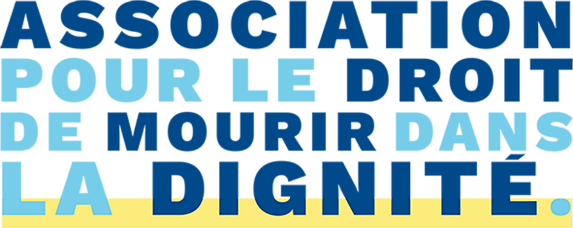 ASSOCIATION
POUR LE DROIT
DE MOURIR DANS
LA DIGNITÉ.